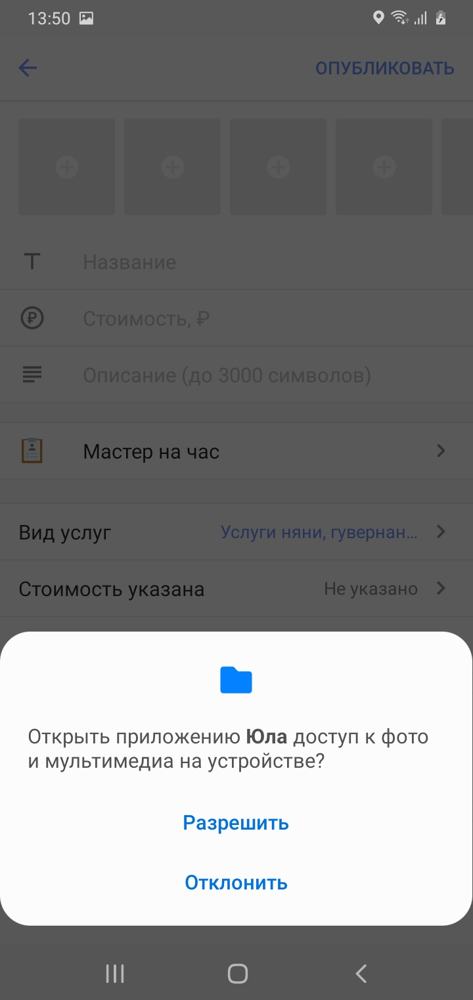 13:50
ОПУБЛИКОВАТЬ
Название
Стоимость, ₽
Описание (до 3000 символов)
Мастер на час
Вид услуг Услуги няни, гувернан...
Стоимость указана Не указано
Открыть приложению Юла доступ к фото
и мультимедиа на устройстве?
Разрешить
Отклонить